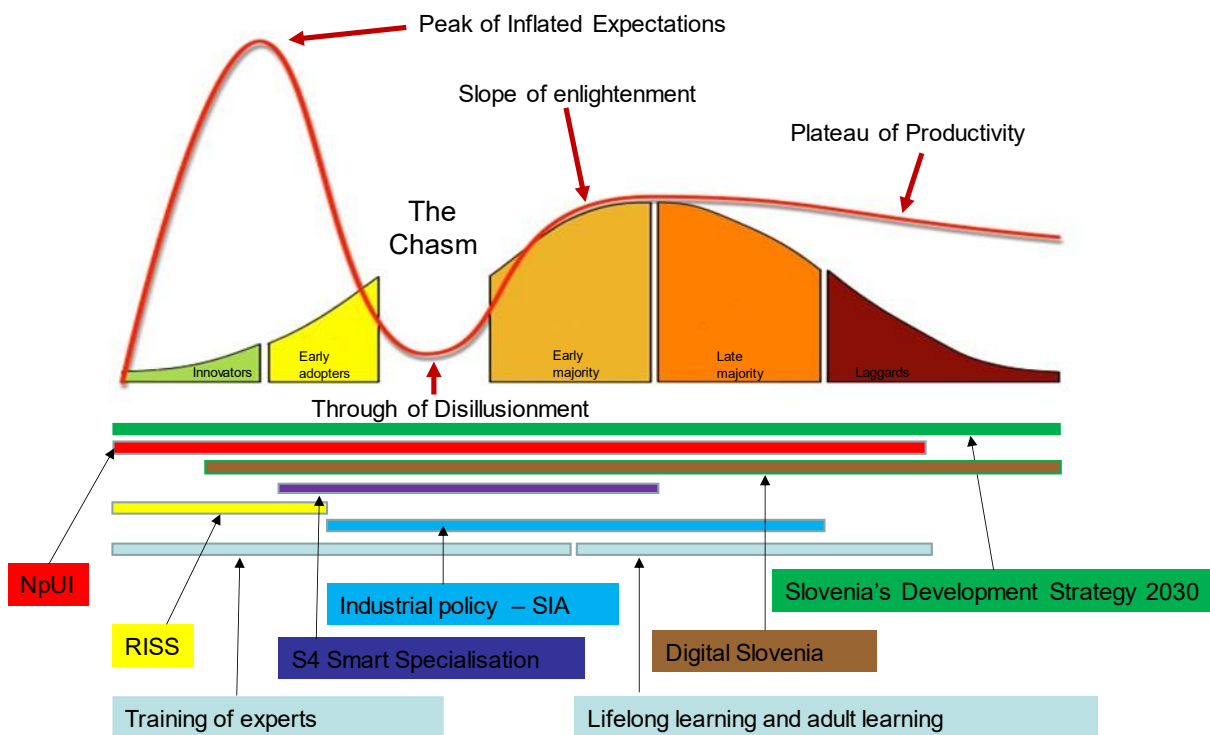 Peak of Inflated Expectations
Slope of enlightenment
Plateau of Productivity
The
Chasm
Innovators
Early
adopters
Early
majority
Late
majority
Laggards
Through of Disillusionment
NpUI
Industrial policy – SIA
Slovenia's Development Strategy 2030
RISS
S4 Smart Specialisation
Digital Slovenia
Training of experts
Lifelong learning and adult learning